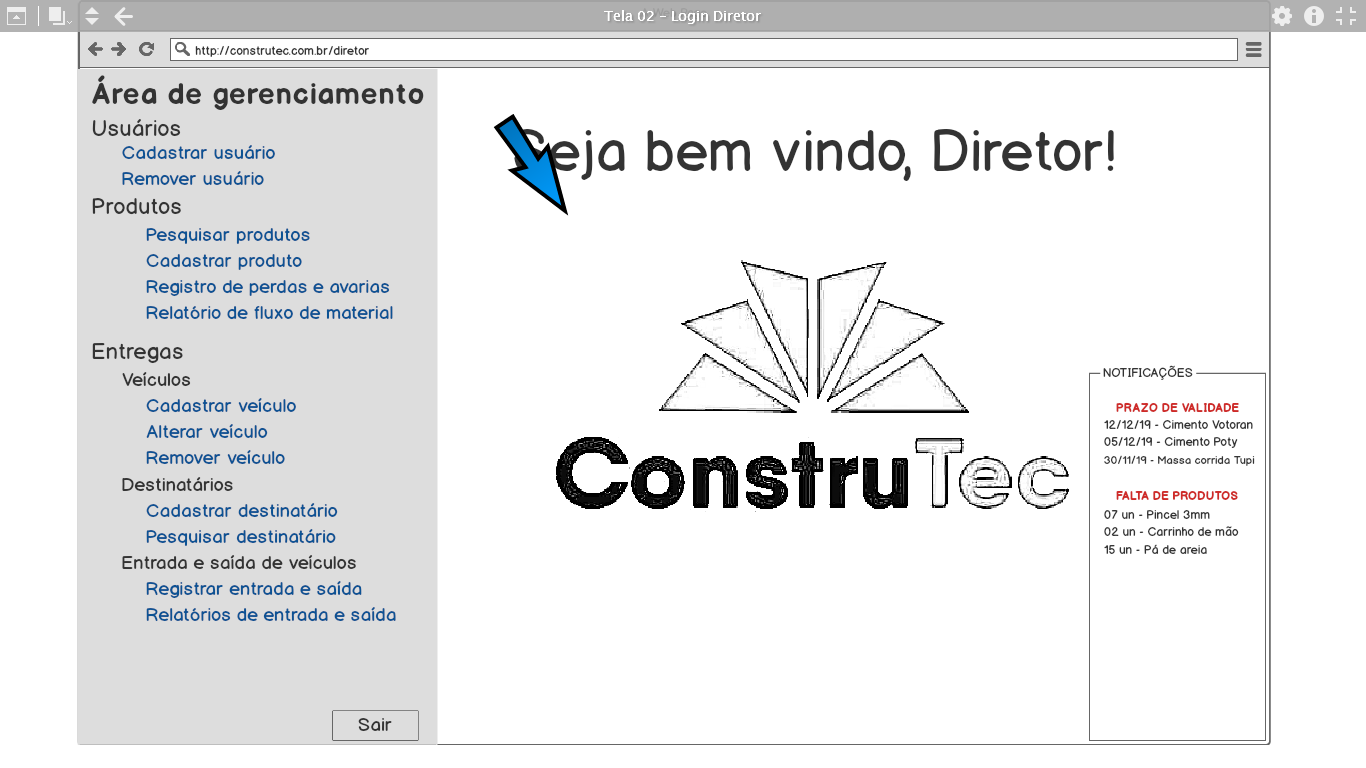 Tela 02 - Login Diretor
http://construtec.com.br/diretor
Área de gerenciamento
Usuários
Cadastrar usuário
Remover usuário
Produtos
Pesquisar produtos
Cadastrar produto
Registro de perdas e avarias
Relatório de fluxo de material
Entregas
Veículos
Cadastrar veículo
Alterar veículo
Remover veículo
Destinatários
Cadastrar destinatário
Pesquisar destinatário
Entrada e saída de veículos
Registrar entrada e saída
Relatórios de entrada e saída
Sair
Seja bem vindo, Diretor!
ConstruTec
NOTIFICAÇÕES
PRAZO DE VALIDADE
12/12/19 - Cimento Votoran
05/12/19 - Cimento Poty
30/11/19 - Massa corrida Tupi
FALTA DE PRODUTOS
07 un - Pincel 3mm
02 un - Carrinho de mão
15 un - Pá de areia